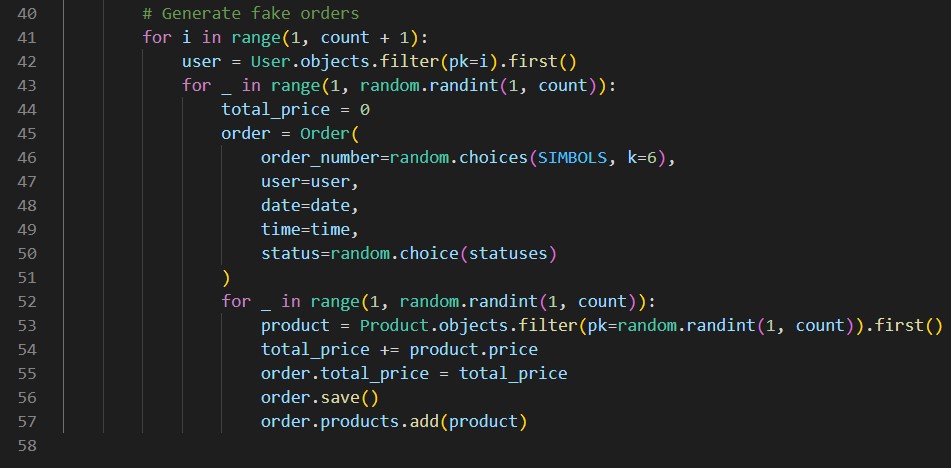 40 # Generate fake orders
41 for i in range(1, count + 1):
42 user = User.objects.filter(pk=i).first()
43 for _ in range(1, random.randint(1, count)):
44 total_price = 0
45 order = Order(
46 order_number=random.choices(SIMBOLS, k=6),
47 user=user,
48 date=date,
49 time=time,
50 status=random.choice(statuses)
51 )
52 for _ in range(1, random.randint(1, count)):
53 product = Product.objects.filter(pk=random.randint(1, count)).first()
54 total_price += product.price
55 order.total_price = total_price
56 order.save()
57 order.products.add(product)
58